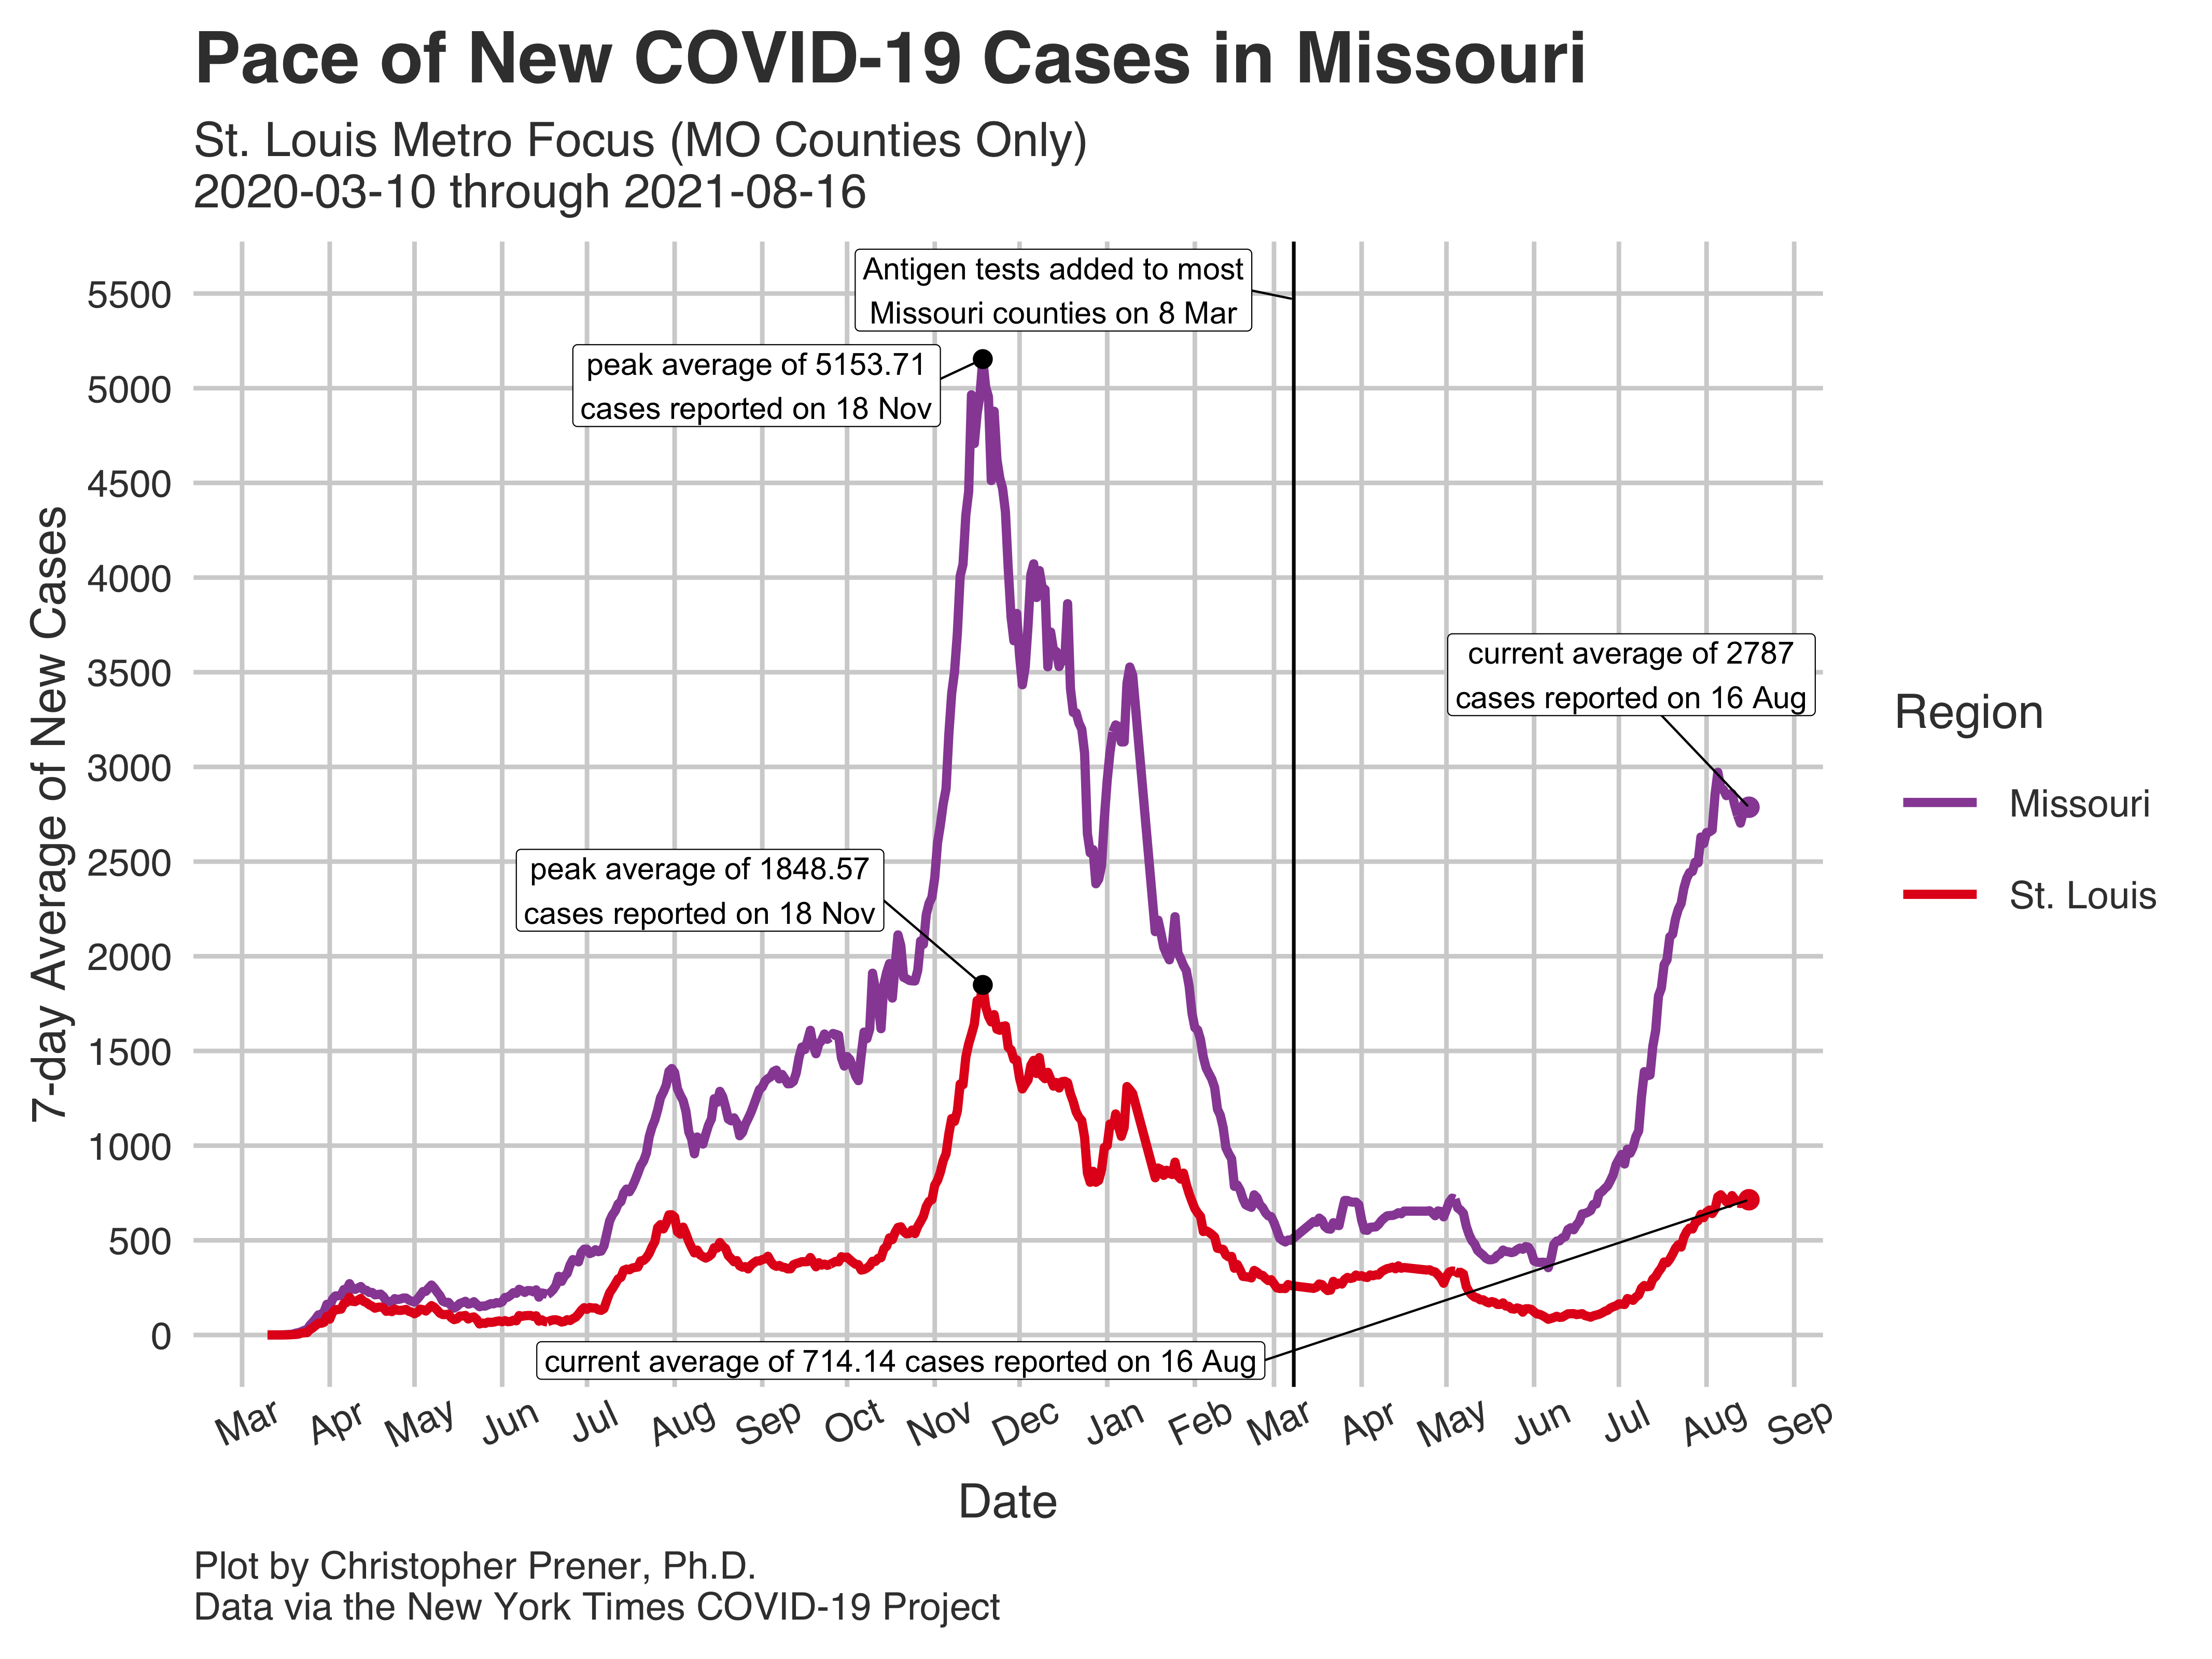 Pace of New COVID-19 Cases in Missouri
St. Louis Metro Focus (MO Counties Only)
2020-03-10 through 2021-08-16
Antigen tests added to most
Missouri counties on 8 Mar
peak average of 5153.71
cases reported on 18 Nov
current average of 2787
cases reported on 16 Aug
peak average of 1848.57
cases reported on 18 Nov
current average of 714.14 cases reported on 16 Aug
7-day Average of New Cases
5500
5000
4500
4000
3500
3000
2500
2000
1500
1000
500
0
Mar Apr May Jun Jul Aug Sep Oct Nov Dec Jan Feb Mar Apr May Jun Jul Aug Sep
Date
Region
Missouri
St. Louis
Plot by Christopher Prener, Ph.D.
Data via the New York Times COVID-19 Project